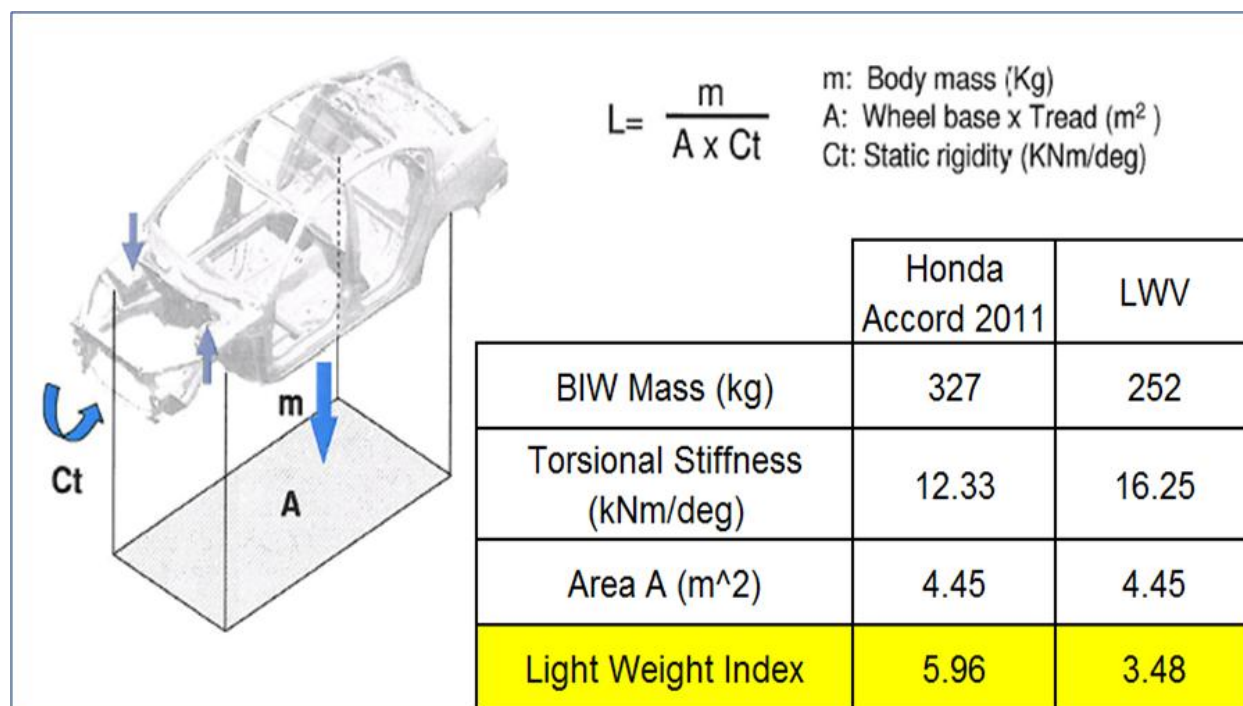 L= m
A x Ct
m: Body mass (Kg)
A: Wheel base x Tread (m² )
Ct: Static rigidity (KNm/deg)
m
Ct
A
Honda
Accord 2011
LWV
BIW Mass (kg)
327
252
Torsional Stiffness
(kNm/deg)
12.33
16.25
Area A (m^2)
4.45
4.45
Light Weight Index
5.96
3.48